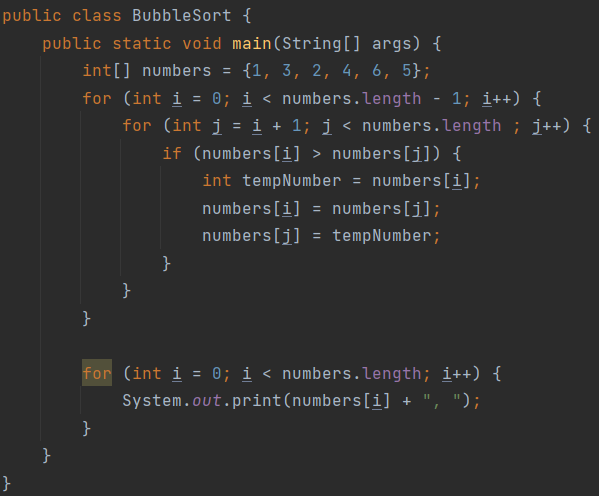 public class BubbleSort {
    public static void main(String[] args) {
        int[] numbers = {1, 3, 2, 4, 6, 5};
        for (int i = 0; i < numbers.length - 1; i++) {
            for (int j = i + 1; j < numbers.length ; j++) {
                if (numbers[i] > numbers[j]) {
                    int tempNumber = numbers[i];
                    numbers[i] = numbers[j];
                    numbers[j] = tempNumber;
                }
            }
        }

        for (int i = 0; i < numbers.length; i++) {
            System.out.print(numbers[i] + ", ");
        }
    }
}